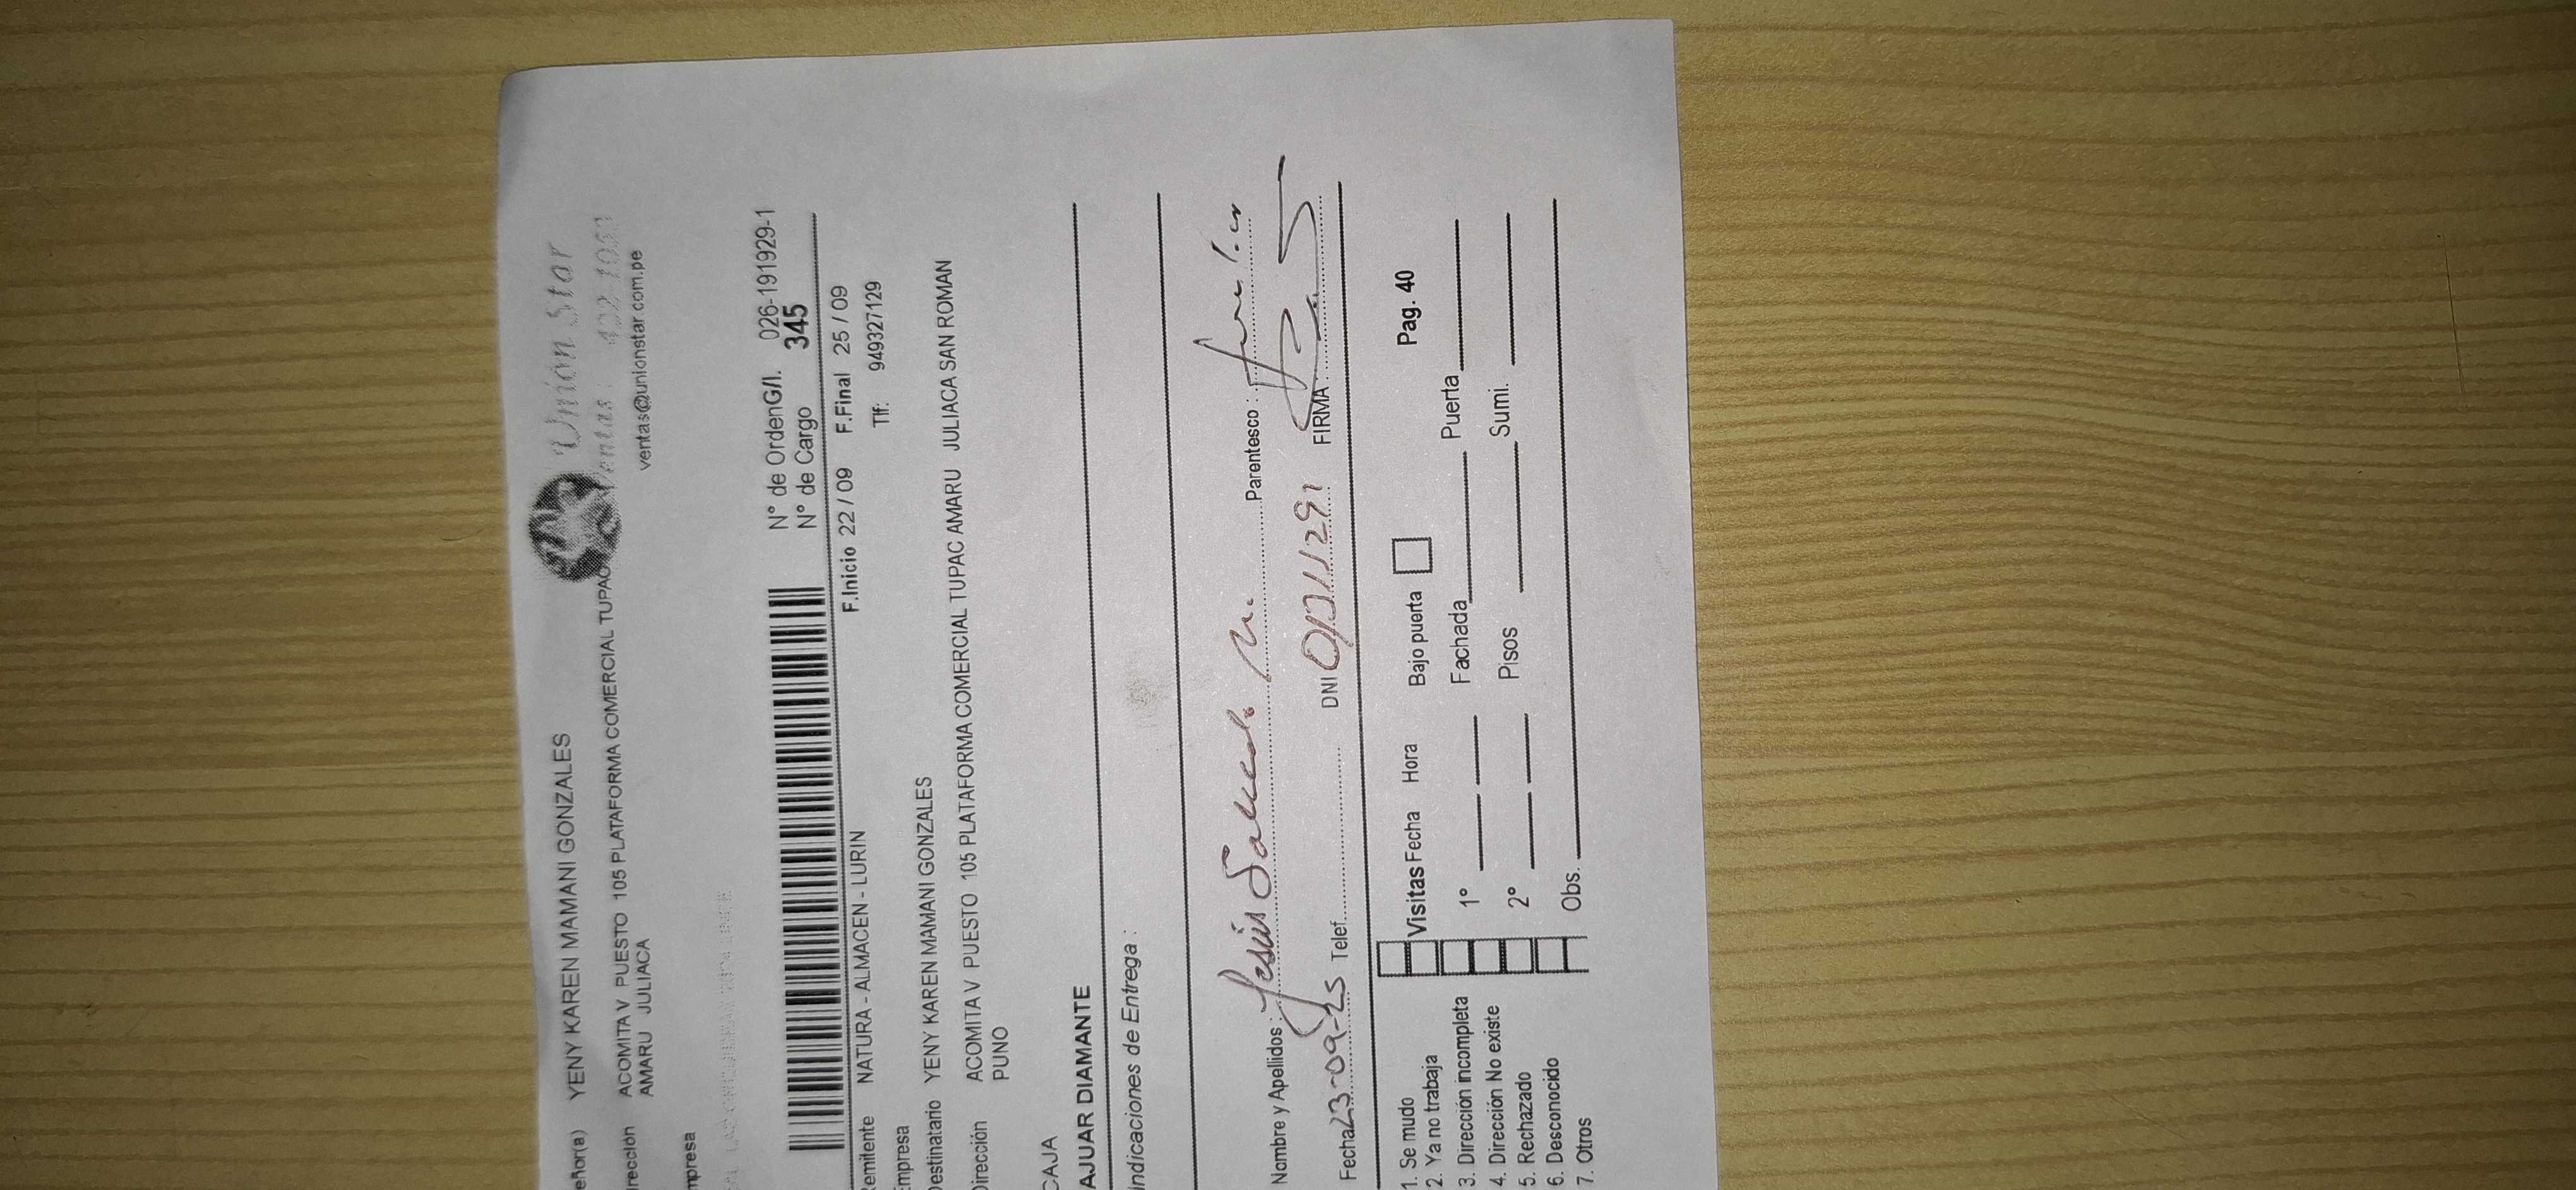 Union Star
Ventas :
ventas@unionstar.com.pe
eñor(a) YENY KAREN MAMANI GONZALES
irección ACOMITA V PUESTO 105 PLATAFORMA COMERCIAL TUPAC
AMARU JULIACA
mpresa
N° de OrdenG/I. 026-191929-1
N° de Cargo 345
F.Inicio 22 / 09 F.Final 25 / 09
Remitente NATURA - ALMACEN - LURIN Tlf: 949327129
Empresa
Destinatario YENY KAREN MAMANI GONZALES
Dirección ACOMITA V PUESTO 105 PLATAFORMA COMERCIAL TUPAC AMARU JULIACA SAN ROMAN
PUNO
CAJA
AJUAR DIAMANTE
Indicaciones de Entrega :
Nombre y Apellidos : Jesús Parentesco :
Fecha 23-09-25 Telef. DNI FIRMA :
1. Se mudo
2. Ya no trabaja
3. Dirección incompleta
4. Dirección No existe
5. Rechazado
6. Desconocido
7. Otros
Visitas Fecha Hora Bajo puerta Pag. 40
1° Fachada Puerta
2° Pisos Sumi.
Obs.